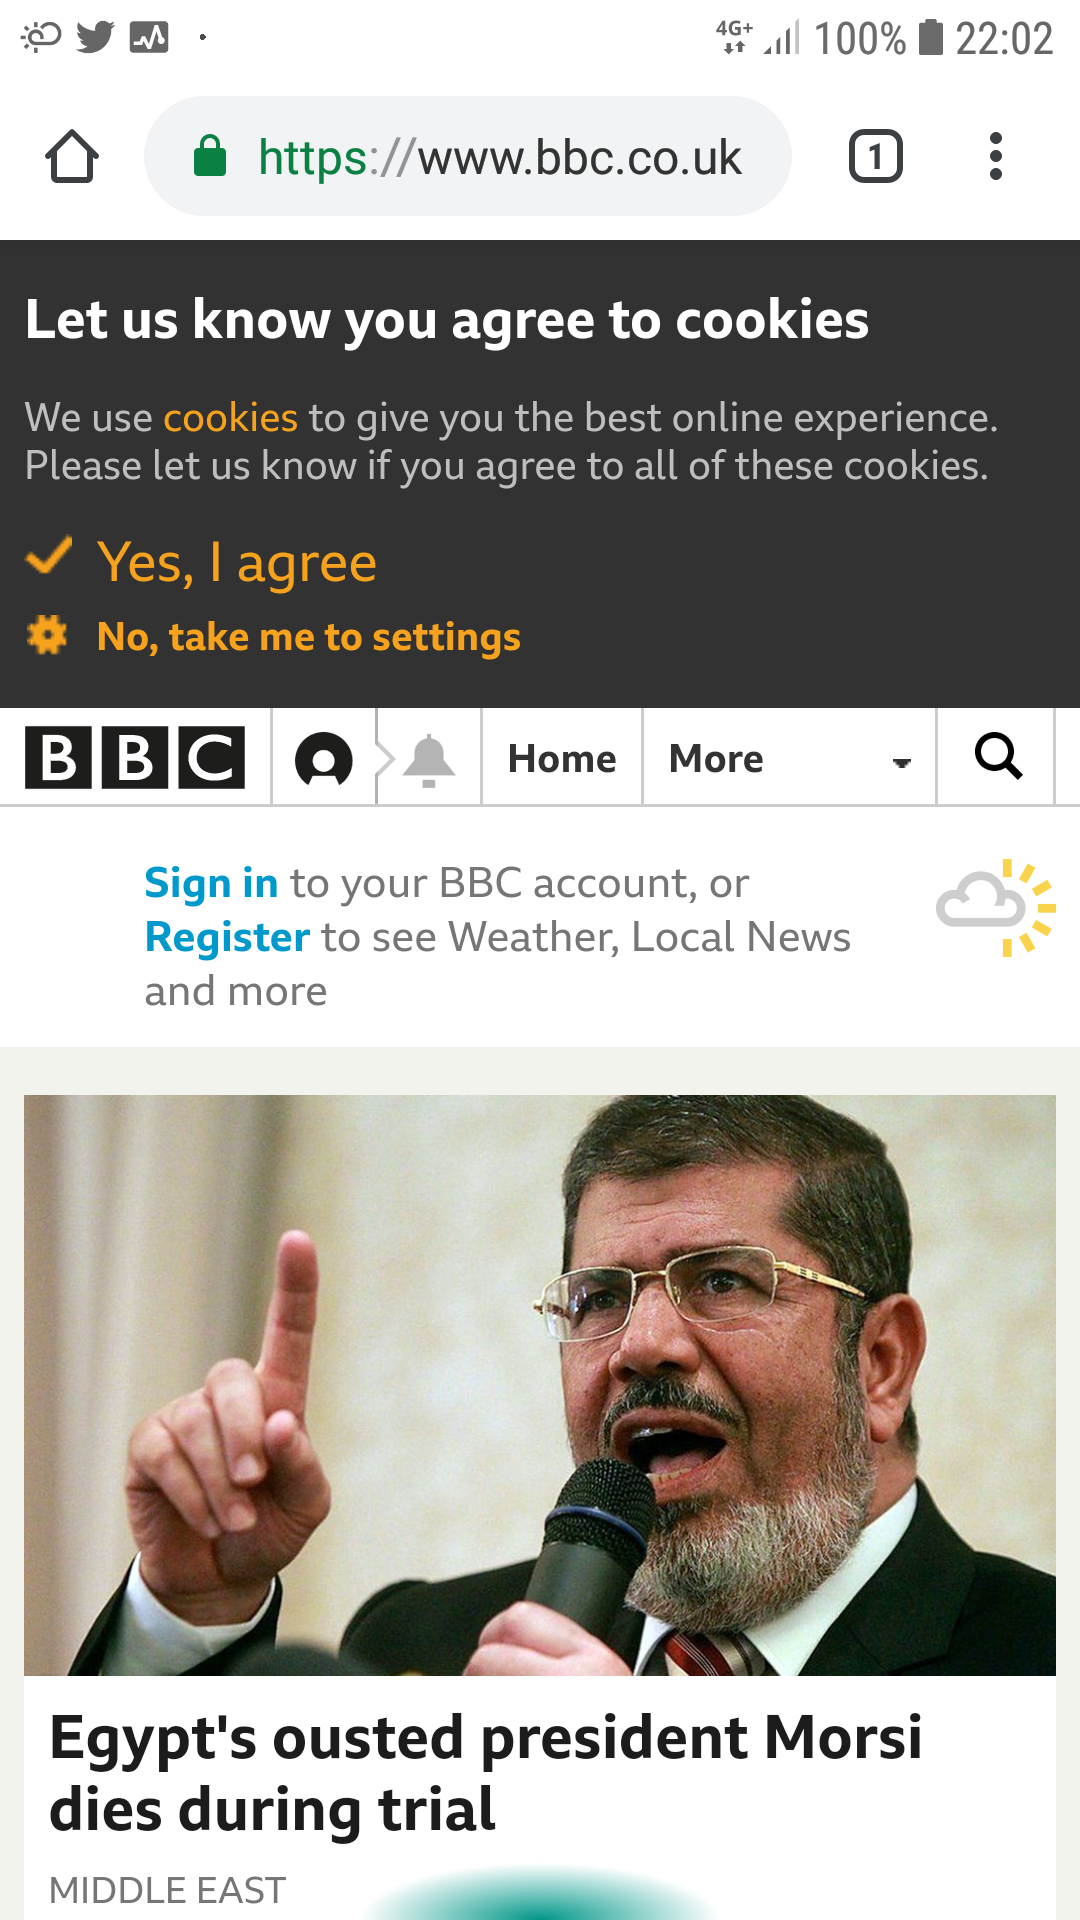 4G+ 100% 22:02
https://www.bbc.co.uk 1
Let us know you agree to cookies
We use cookies to give you the best online experience.
Please let us know if you agree to all of these cookies.
Yes, I agree
No, take me to settings
BBC Home More
Sign in to your BBC account, or
Register to see Weather, Local News
and more
Egypt's ousted president Morsi
dies during trial
MIDDLE EAST